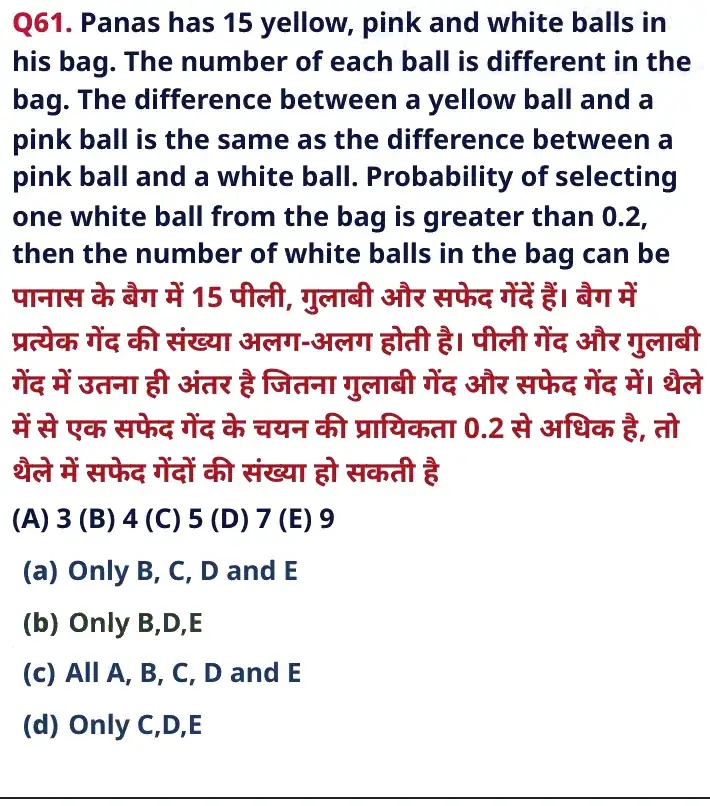 Q61. Panas has 15 yellow, pink and white balls in
his bag. The number of each ball is different in the
bag. The difference between a yellow ball and a
pink ball is the same as the difference between a
pink ball and a white ball. Probability of selecting
one white ball from the bag is greater than 0.2,
then the number of white balls in the bag can be
पानास के बैग में 15 पीली, गुलाबी और सफेद गेंदें हैं। बैग में
प्रत्येक गेंद की संख्या अलग-अलग होती है। पीली गेंद और गुलाबी
गेंद में उतना ही अंतर है जितना गुलाबी गेंद और सफेद गेंद में। थैले
में से एक सफेद गेंद के चयन की प्रायिकता 0.2 से अधिक है, तो
थैले में सफेद गेंदों की संख्या हो सकती है
(A) 3 (B) 4 (C) 5 (D) 7 (E) 9
(a) Only B, C, D and E
(b) Only B,D,E
(c) All A, B, C, D and E
(d) Only C,D,E